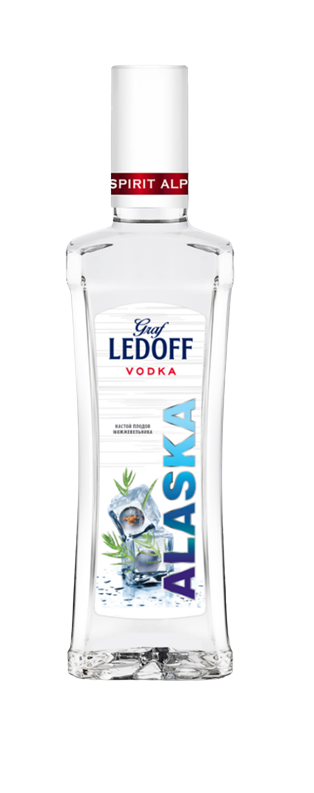 SPIRIT ALP
Graf
LEDOFF
VODKA
НАСТОЙ ПЛОДОВ
МОЖЖЕВЕЛЬНИКА
ALASKA